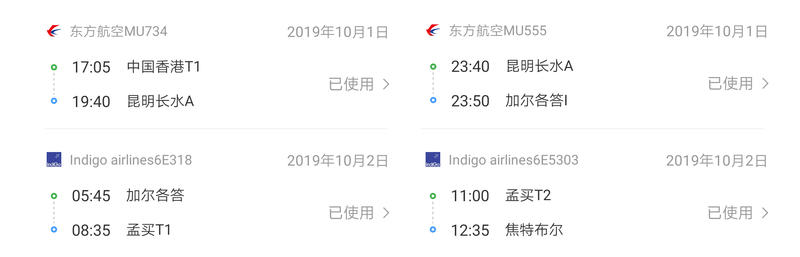 东方航空MU734 2019年10月1日
17:05 中国香港T1
已使用
19:40 昆明长水A
东方航空MU555 2019年10月1日
23:40 昆明长水A
已使用
23:50 加尔各答I
IndiGo Indigo airlines6E318 2019年10月2日
05:45 加尔各答
已使用
08:35 孟买T1
IndiGo Indigo airlines6E5303 2019年10月2日
11:00 孟买T2
已使用
12:35 焦特布尔